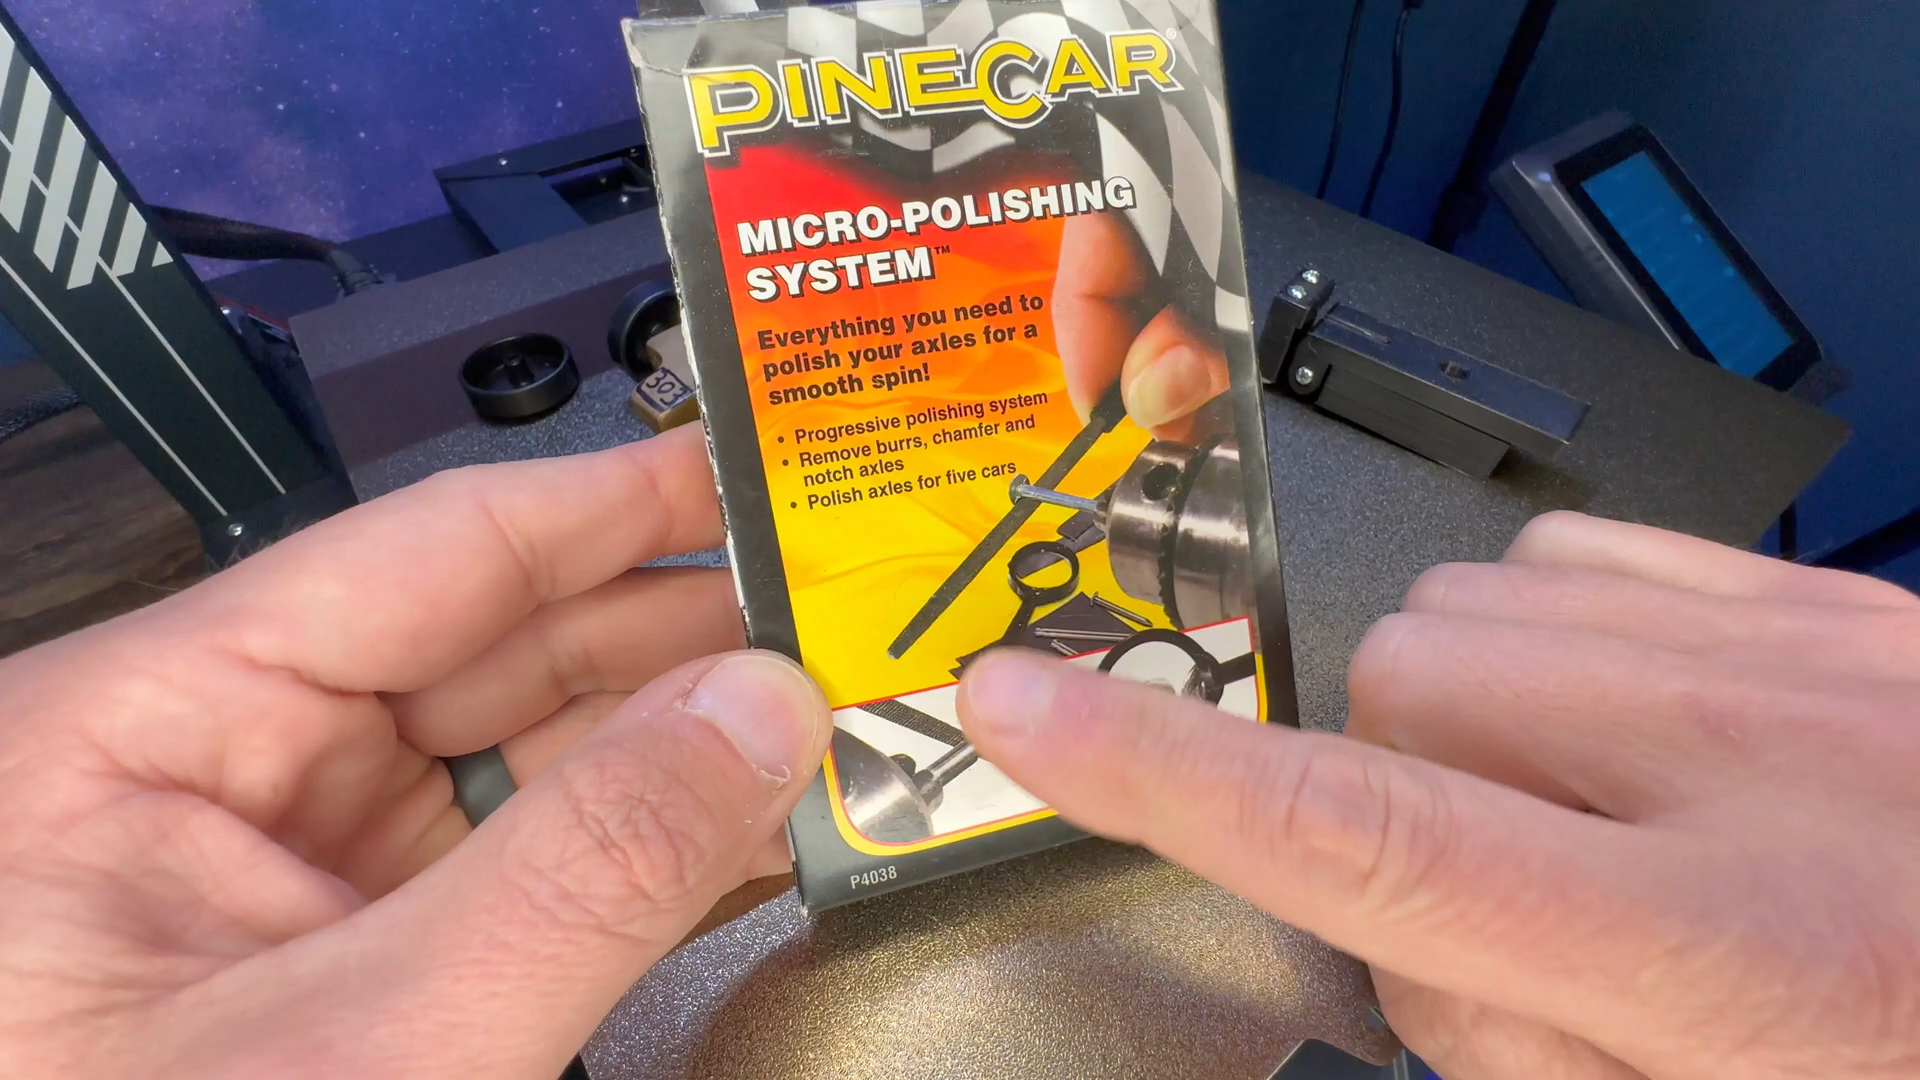 PINECAR®
MICRO-POLISHING
SYSTEM™
Everything you need to
polish your axles for a
smooth spin!
• Progressive polishing system
• Remove burrs, chamfer and
notch axles
• Polish axles for five cars
P4038
303